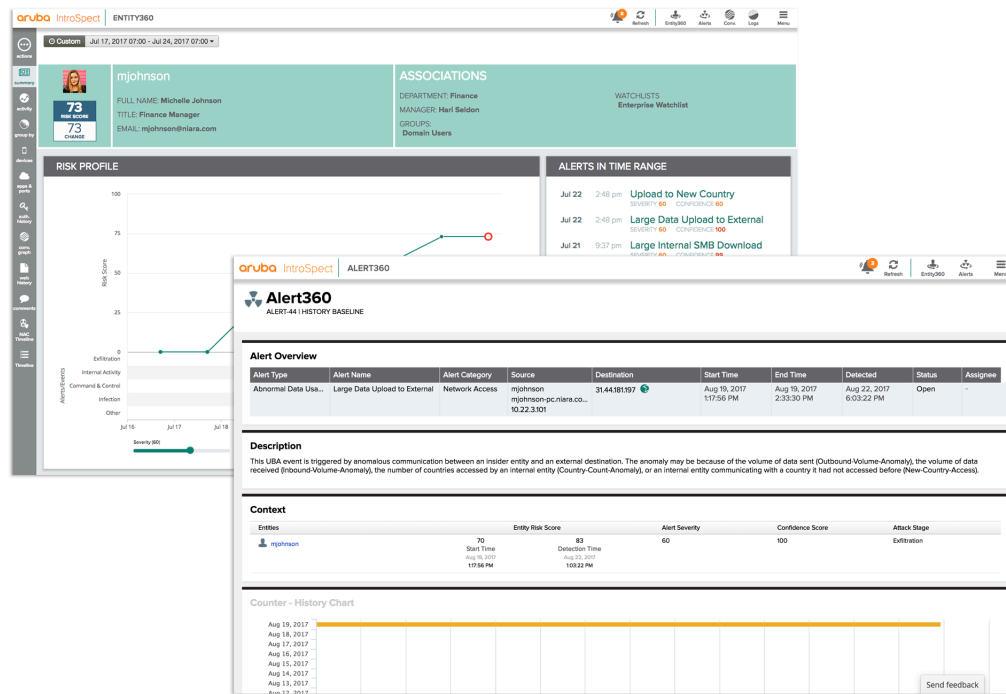 aruba IntroSpect ENTITY360
3
Refresh Entity360 Alerts Conv. Logs Menu
Custom Jul 17, 2017 07:00 - Jul 24, 2017 07:00
actions
summary
activity
group by
devices
apps & ports
auth. history
conv. graph
web history
comments
NAC Timeline
Timeline
73
RISK SCORE
73
CHANGE
mjohnson
FULL NAME: Michelle Johnson
TITLE: Finance Manager
EMAIL: mjohnson@niara.com
ASSOCIATIONS
DEPARTMENT: Finance
MANAGER: Hari Seldon
GROUPS:
Domain Users
WATCHLISTS
Enterprise Watchlist
RISK PROFILE
100
75
50
25
0
Risk Score
Alerts/Events
Exfiltration
Internal Activity
Command & Control
Infection
Other
Jul 16 Jul 17 Jul 18
Severity (60)
ALERTS IN TIME RANGE
Jul 22 2:48 pm Upload to New Country
SEVERITY 60 CONFIDENCE 60
Jul 22 2:48 pm Large Data Upload to External
SEVERITY 60 CONFIDENCE 100
Jul 21 9:37 pm Large Internal SMB Download
SEVERITY 60 CONFIDENCE 99
aruba IntroSpect ALERT360
3
Refresh Entity360 Alerts Menu
Alert360
ALERT-44 | HISTORY BASELINE
Alert Overview
Alert Type Alert Name Alert Category Source Destination Start Time End Time Detected Status Assignee
Abnormal Data Usa... Large Data Upload to External Network Access mjohnson 31.44.181.197 Aug 19, 2017 Aug 19, 2017 Aug 22, 2017 Open -
mjohnson-pc.niara.co... 1:17:56 PM 2:33:30 PM 6:03:22 PM
10.22.3.101
Description
This UBA event is triggered by anomalous communication between an insider entity and an external destination. The anomaly may be because of the volume of data sent (Outbound-Volume-Anomaly), the volume of data
received (Inbound-Volume-Anomaly), the number of countries accessed by an internal entity (Country-Count-Anomaly), or an internal entity communicating with a country it had not accessed before (New-Country-Access).
Context
Entities Entity Risk Score Alert Severity Confidence Score Attack Stage
mjohnson 70 83 60 100 Exfiltration
Start Time Detection Time
Aug 19, 2017 Aug 22, 2017
1:17:56 PM 1:03:22 PM
Counter - History Chart
Aug 19, 2017
Aug 18, 2017
Aug 17, 2017
Aug 16, 2017
Aug 15, 2017
Aug 14, 2017
Aug 13, 2017
Aug 12, 2017
Send feedback